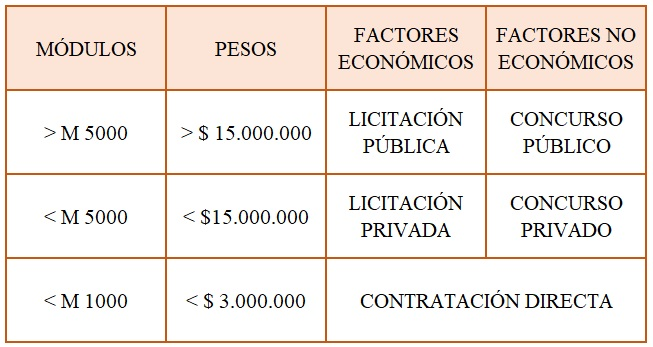 MÓDULOS
PESOS
FACTORES
ECONÓMICOS
FACTORES NO
ECONÓMICOS
> M 5000
> $ 15.000.000
LICITACIÓN
PÚBLICA
CONCURSO
PÚBLICO
< M 5000
< $15.000.000
LICITACIÓN
PRIVADA
CONCURSO
PRIVADO
< M 1000
< $ 3.000.000
CONTRATACIÓN DIRECTA